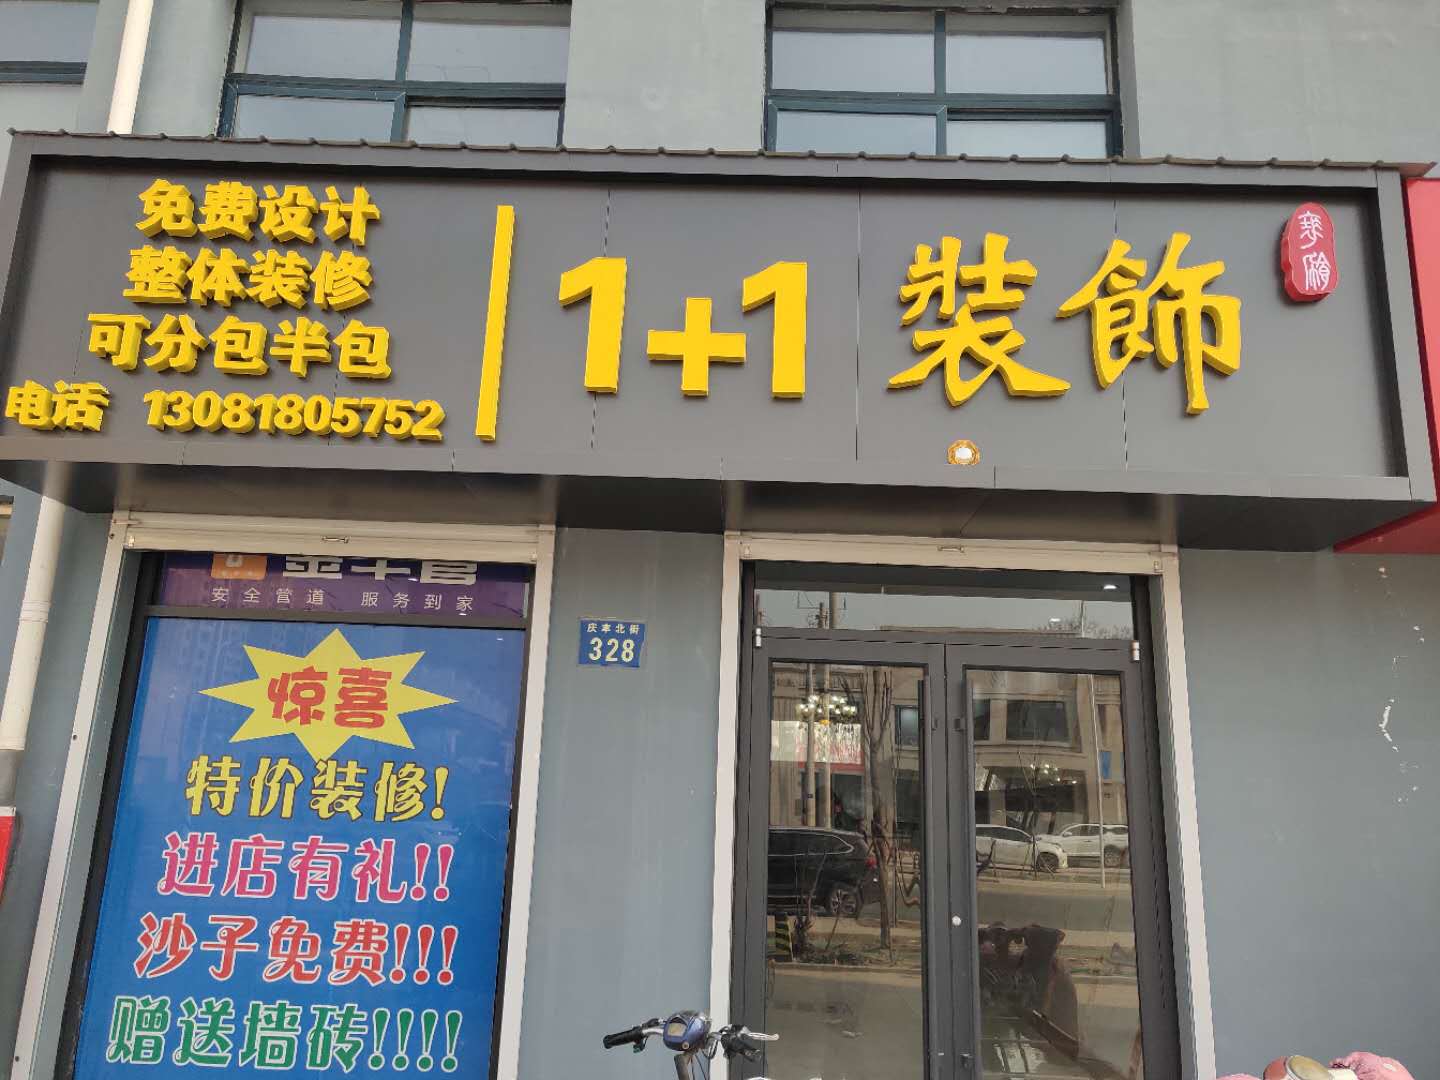 免费设计
整体装修
可分包半包
电话 13081805752
1+1装飾
安全管道 服务到家
庆丰北街
328
惊喜
特价装修!
进店有礼!!
沙子免费!!!
赠送墙砖!!!!